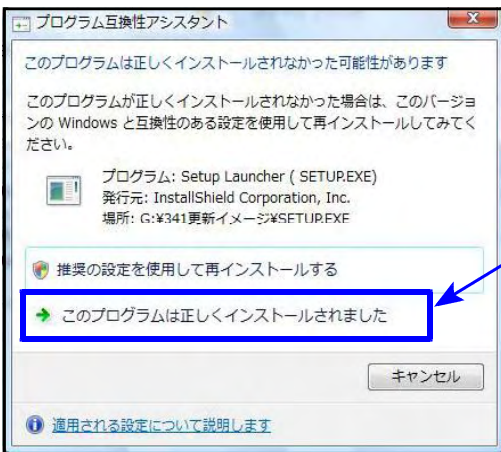 プログラム互換性アシスタント
このプログラムは正しくインストールされなかった可能性があります
このプログラムが正しくインストールされなかった場合は、このバージョ
ンの Windows と互換性のある設定を使用して再インストールしてみてく
ださい。
プログラム: Setup Launcher ( SETUP.EXE)
発行元: InstallShield Corporation, Inc.
場所: G:¥341更新イメージ¥SETUP.EXE
推奨の設定を使用して再インストールする
このプログラムは正しくインストールされました
キャンセル
適用される設定について説明します